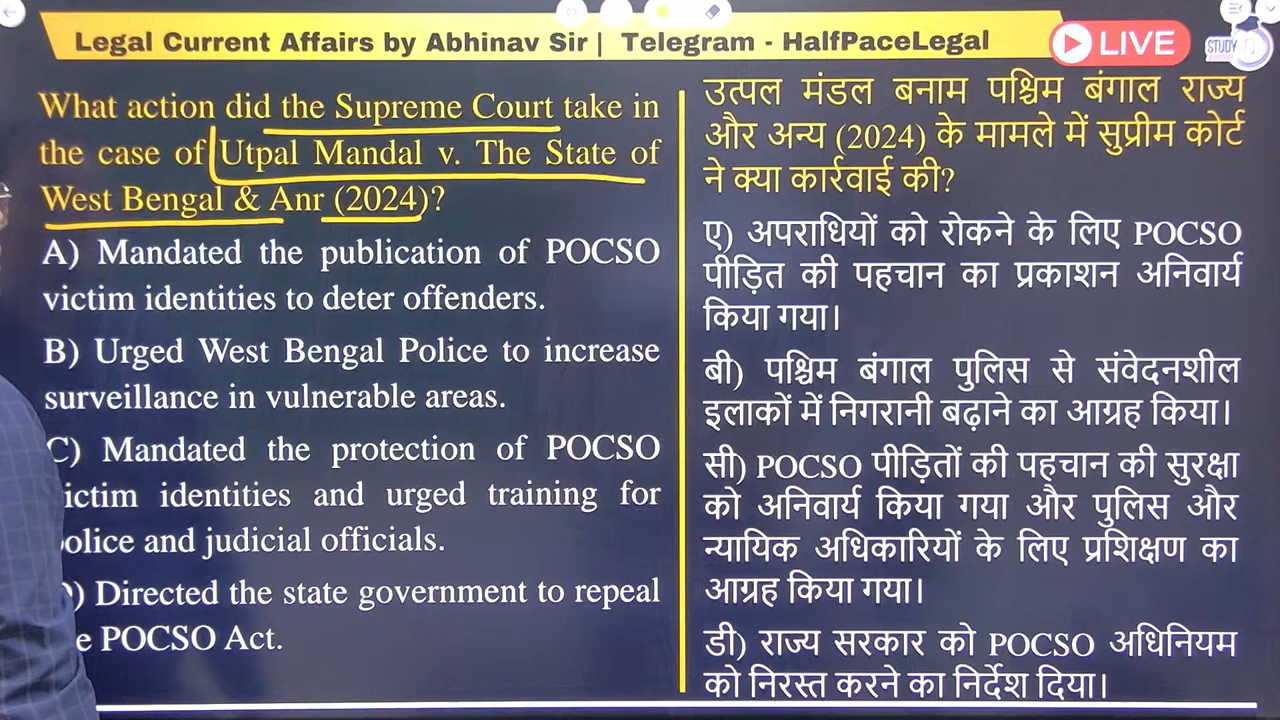 Legal Current Affairs by Abhinav Sir | Telegram - HalfPaceLegal
LIVE
STUDY
What action did the Supreme Court take in
the case of Utpal Mandal v. The State of
West Bengal & Anr (2024)?
A) Mandated the publication of POCSO
victim identities to deter offenders.
B) Urged West Bengal Police to increase
surveillance in vulnerable areas.
C) Mandated the protection of POCSO
ictim identities and urged training for
olice and judicial officials.
) Directed the state government to repeal
e POCSO Act.
उत्पल मंडल बनाम पश्चिम बंगाल राज्य
और अन्य (2024) के मामले में सुप्रीम कोर्ट
ने क्या कार्रवाई की?
ए) अपराधियों को रोकने के लिए POCSO
पीड़ित की पहचान का प्रकाशन अनिवार्य
किया गया।
बी) पश्चिम बंगाल पुलिस से संवेदनशील
इलाकों में निगरानी बढ़ाने का आग्रह किया।
सी) POCSO पीड़ितों की पहचान की सुरक्षा
को अनिवार्य किया गया और पुलिस और
न्यायिक अधिकारियों के लिए प्रशिक्षण का
आग्रह किया गया।
डी) राज्य सरकार को POCSO अधिनियम
को निरस्त करने का निर्देश दिया।